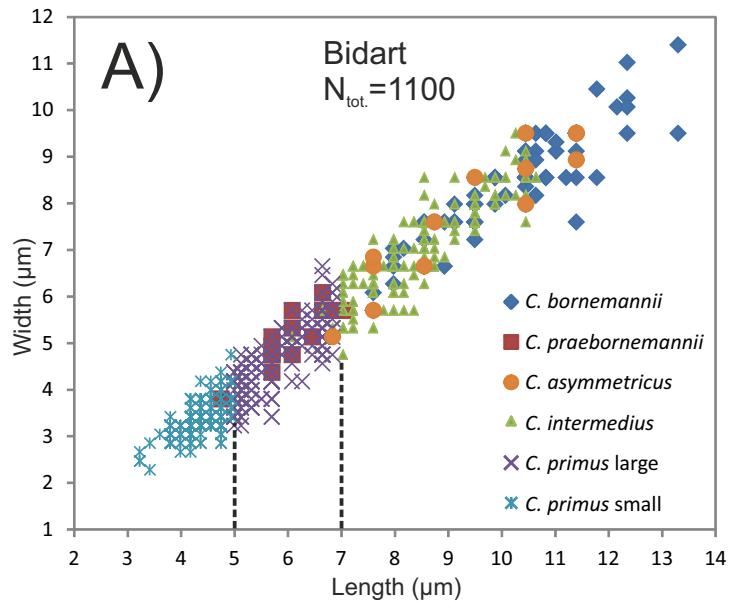 A)
Bidart
Ntot.=1100
Width (µm)
12
11
10
9
8
7
6
5
4
3
2
1
C. bornemannii
C. praebornemannii
C. asymmetricus
C. intermedius
C. primus large
C. primus small
2 3 4 5 6 7 8 9 10 11 12 13 14
Length (µm)